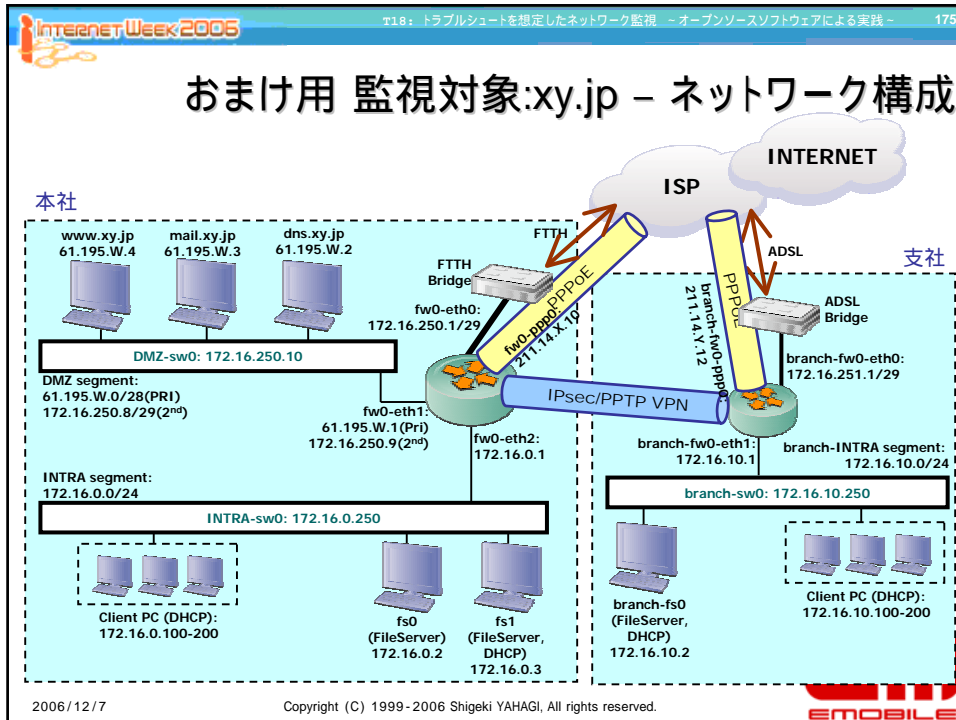 INTERNET WEEK 2006
T18: トラブルシュートを想定したネットワーク監視 ~オープンソースソフトウェアによる実践~
175
おまけ用 監視対象:xy.jp – ネットワーク構成
INTERNET
ISP
本社
www.xy.jp
61.195.W.4
mail.xy.jp
61.195.W.3
dns.xy.jp
61.195.W.2
FTTH
FTTH
Bridge
PPPoE
fw0-ppp0:
211.14.X.10
fw0-eth0:
172.16.250.1/29
DMZ-sw0: 172.16.250.10
DMZ segment:
61.195.W.0/28(PRI)
172.16.250.8/29(2nd)
fw0-eth1:
61.195.W.1(Pri)
172.16.250.9(2nd)
fw0-eth2:
172.16.0.1
IPsec/PPTP VPN
INTRA segment:
172.16.0.0/24
INTRA-sw0: 172.16.0.250
Client PC (DHCP):
172.16.0.100-200
fs0
(FileServer)
172.16.0.2
fs1
(FileServer,
DHCP)
172.16.0.3
支社
ADSL
ADSL
Bridge
PPPOE
branch-fw0-ppp0:
211.14.Y.12
branch-fw0-eth0:
172.16.251.1/29
branch-fw0-eth1:
172.16.10.1
branch-INTRA segment:
172.16.10.0/24
branch-sw0: 172.16.10.250
branch-fs0
(FileServer,
DHCP)
172.16.10.2
Client PC (DHCP):
172.16.10.100-200
2006/12/7
Copyright (C) 1999-2006 Shigeki YAHAGI, All rights reserved.
EMOBILE